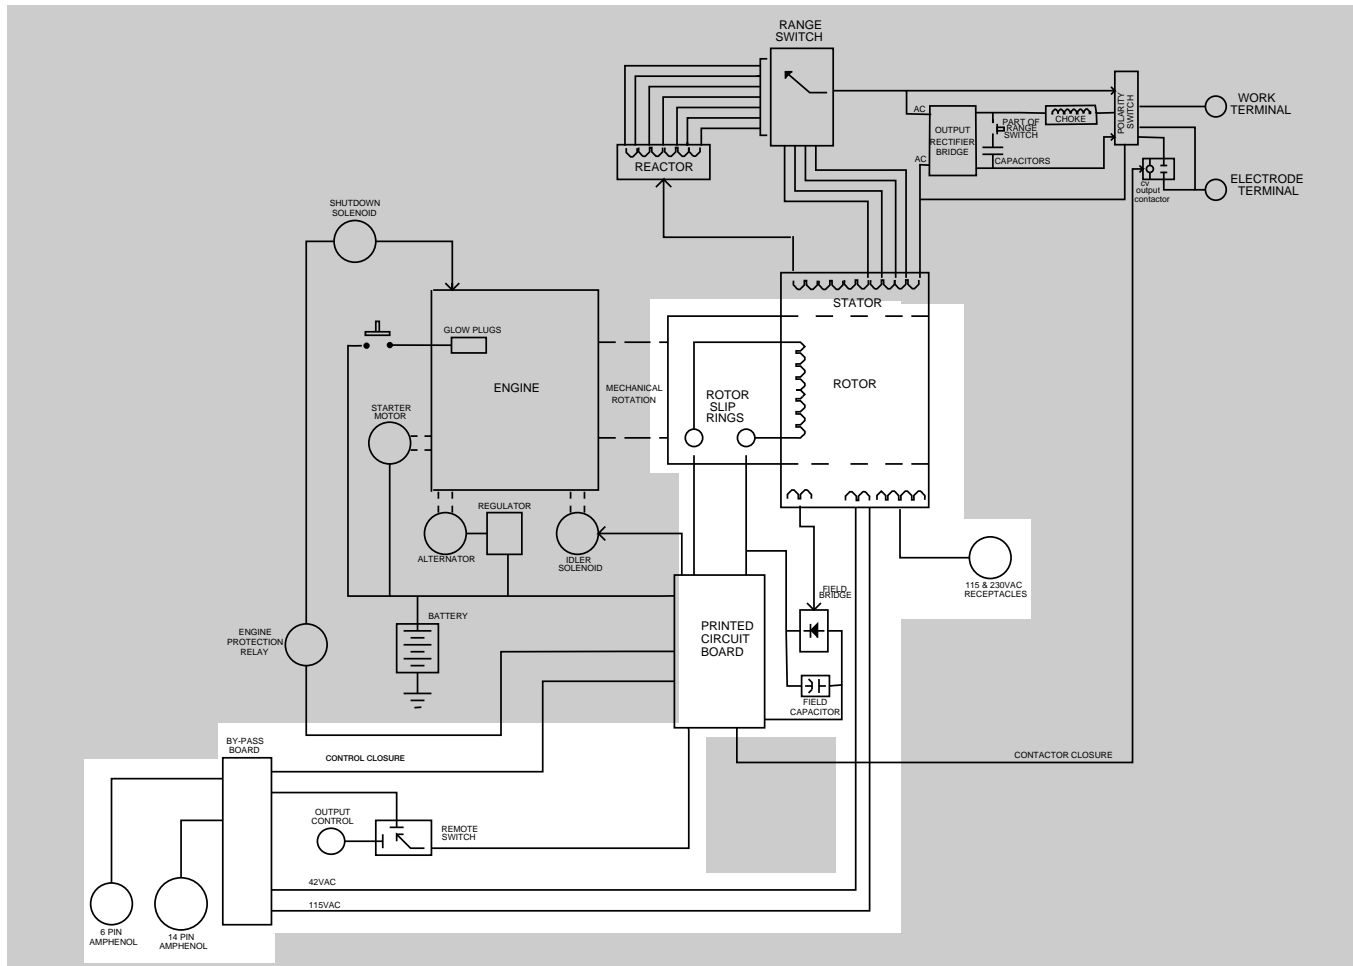 RANGE
SWITCH
WORK
TERMINAL
POLARITY
SWITCH
AC
OUTPUT
RECTIFIER
BRIDGE
AC
PART OF
RANGE
SWITCH
CHOKE
CAPACITORS
REACTOR
cv
output
contactor
ELECTRODE
TERMINAL
SHUTDOWN
SOLENOID
STATOR
GLOW PLUGS
ENGINE
MECHANICAL
ROTATION
ROTOR
SLIP
RINGS
ROTOR
STARTER
MOTOR
REGULATOR
ALTERNATOR
IDLER
SOLENOID
115 & 230VAC
RECEPTACLES
FIELD
BRIDGE
BATTERY
ENGINE
PROTECTION
RELAY
PRINTED
CIRCUIT
BOARD
FIELD
CAPACITOR
BY-PASS
BOARD
CONTROL CLOSURE
CONTACTOR CLOSURE
OUTPUT
CONTROL
REMOTE
SWITCH
42VAC
115VAC
6 PIN
AMPHENOL
14 PIN
AMPHENOL